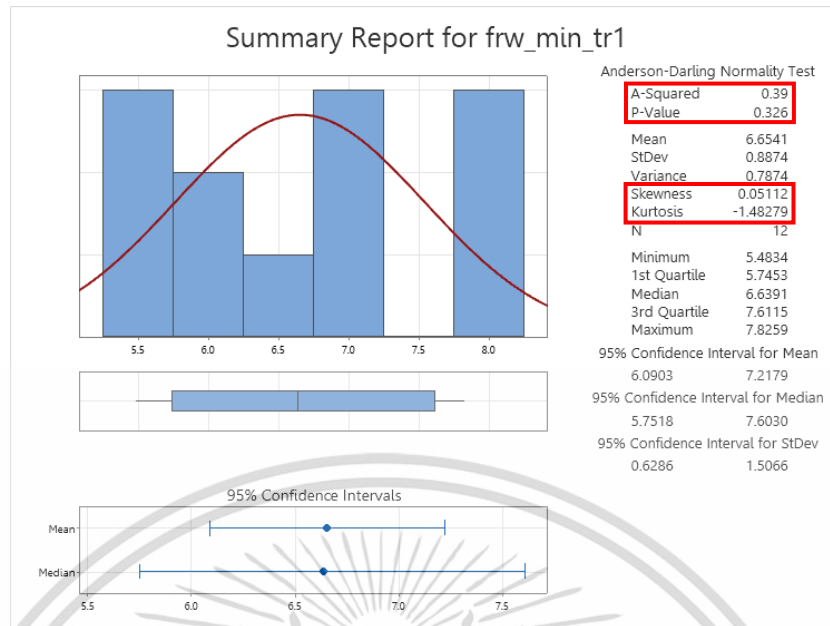 Summary Report for frw_min_tr1
Anderson-Darling Normality Test
A-Squared 0.39
P-Value 0.326
Mean 6.6541
StDev 0.8874
Variance 0.7874
Skewness 0.05112
Kurtosis -1.48279
N 12
Minimum 5.4834
1st Quartile 5.7453
Median 6.6391
3rd Quartile 7.6115
Maximum 7.8259
95% Confidence Interval for Mean
6.0903 7.2179
95% Confidence Interval for Median
5.7518 7.6030
95% Confidence Interval for StDev
0.6286 1.5066
5.5 6.0 6.5 7.0 7.5 8.0
95% Confidence Intervals
Mean
Median
5.5 6.0 6.5 7.0 7.5